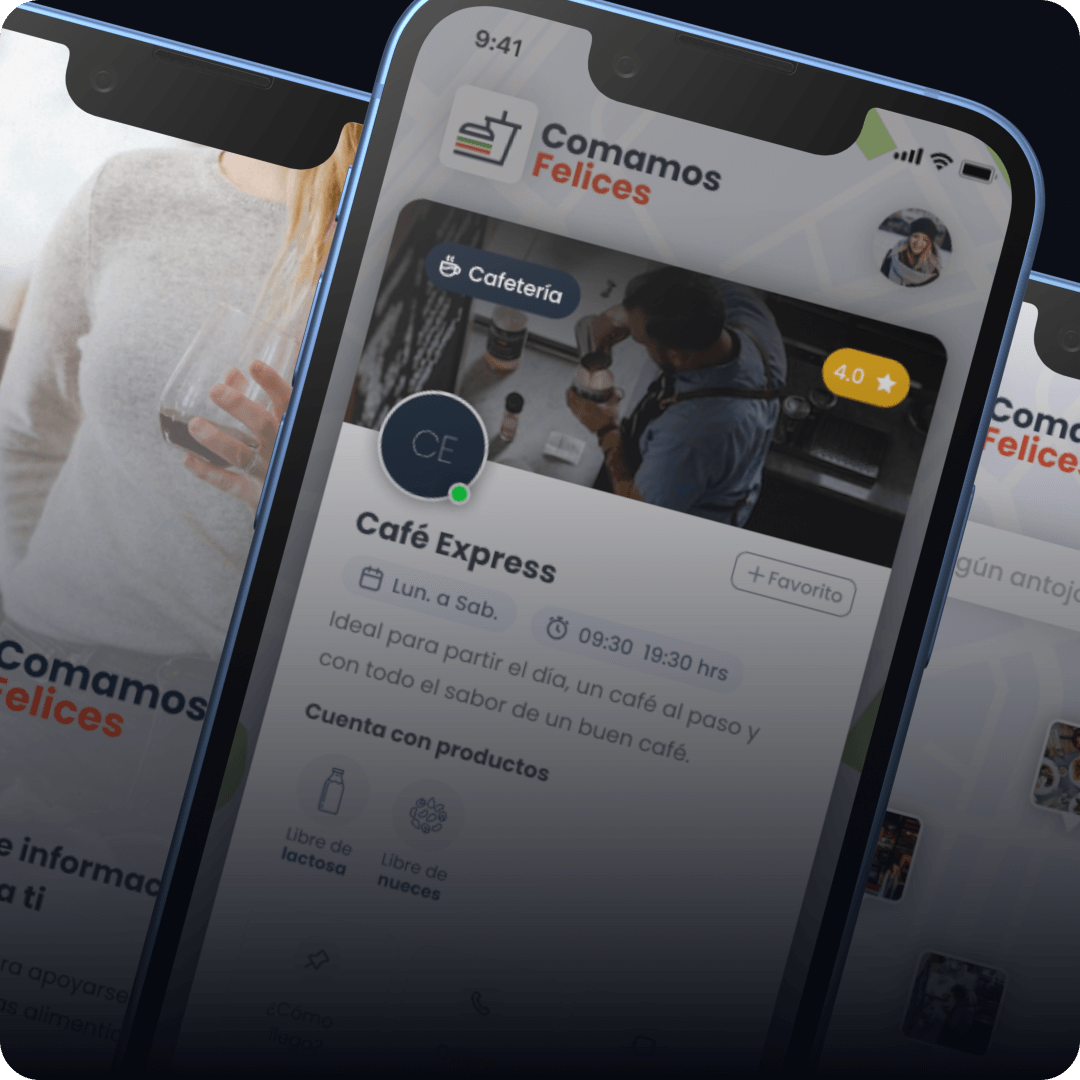 9:41
Comamos
Felices
Cafetería
4.0
CE
Café Express
+Favorito
Lun. a Sab.
09:30 19:30 hrs
Ideal para partir el día, un café al paso y
con todo el sabor de un buen café.
Cuenta con productos
Libre de
lactosa
Libre de
nueces
¿Cómo
llego?
Comamos
Felices
e informac
a ti
ra apoyarse
as alimentic
Coma
Felice
gún antojo